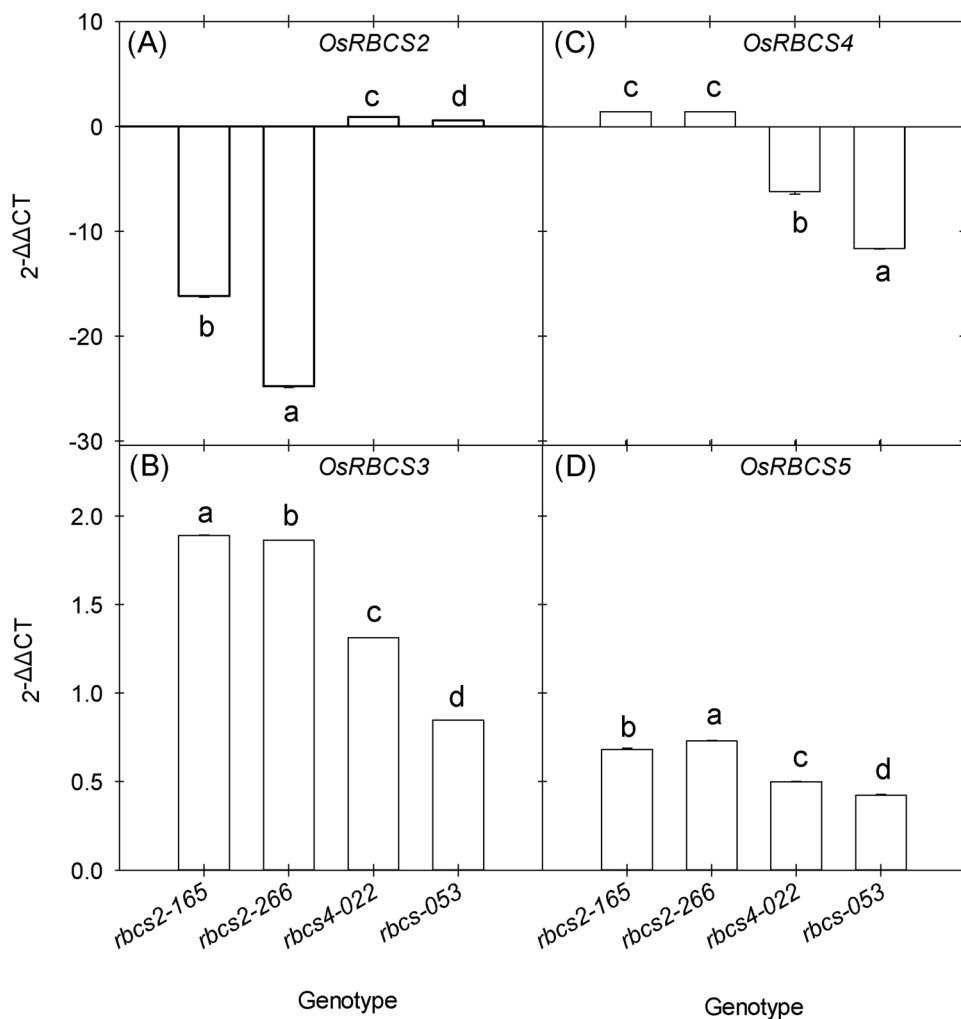 (A) OsRBCS2
10
0
-10
-20
-30
2-ΔΔCT
c d
b
a
(C) OsRBCS4
c c
b
a
(B) OsRBCS3
2.0
1.5
1.0
0.5
0.0
2-ΔΔCT
a b
c
d
(D) OsRBCS5
b a
c d
rbcs2-165 rbcs2-266 rbcs4-022 rbcs-053
rbcs2-165 rbcs2-266 rbcs4-022 rbcs-053
Genotype
Genotype